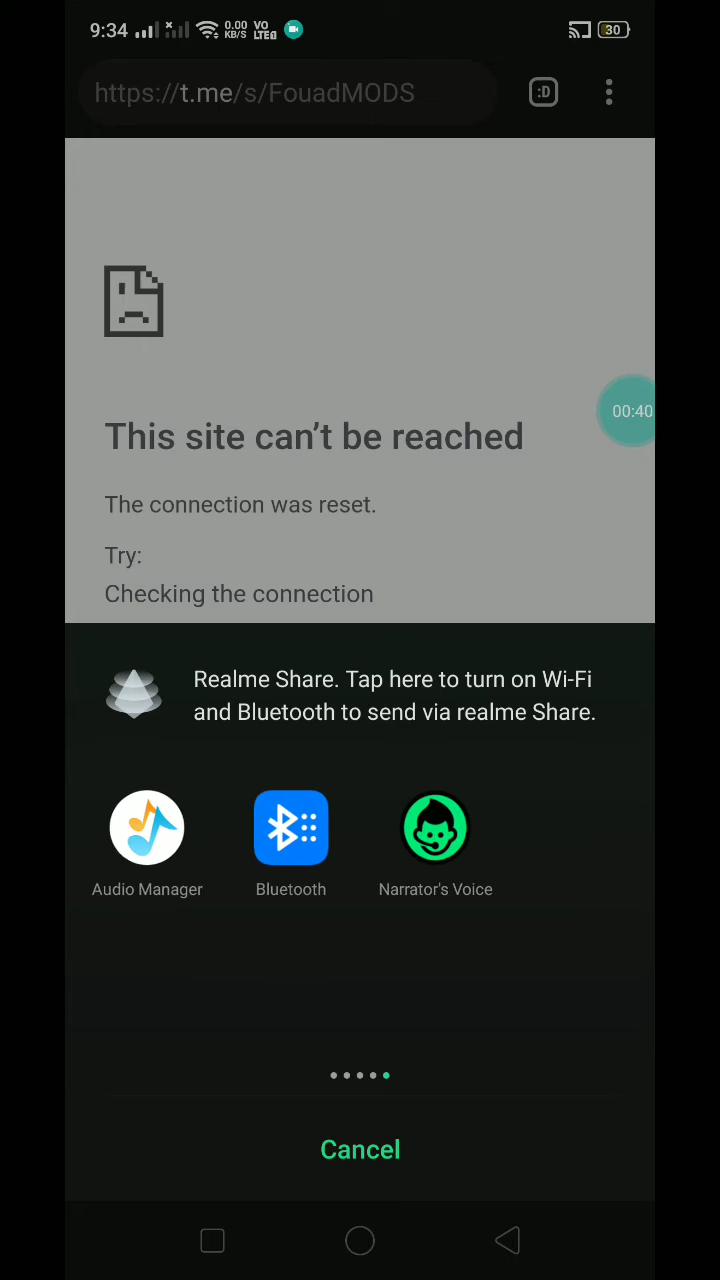 9:34
0.00
KB/S
VO
LTE
30
https://t.me/s/FouadMODS
:D
This site can't be reached
00:40
The connection was reset.
Try:
Checking the connection
Realme Share. Tap here to turn on Wi-Fi
and Bluetooth to send via realme Share.
Audio Manager
Bluetooth
Narrator's Voice
Cancel